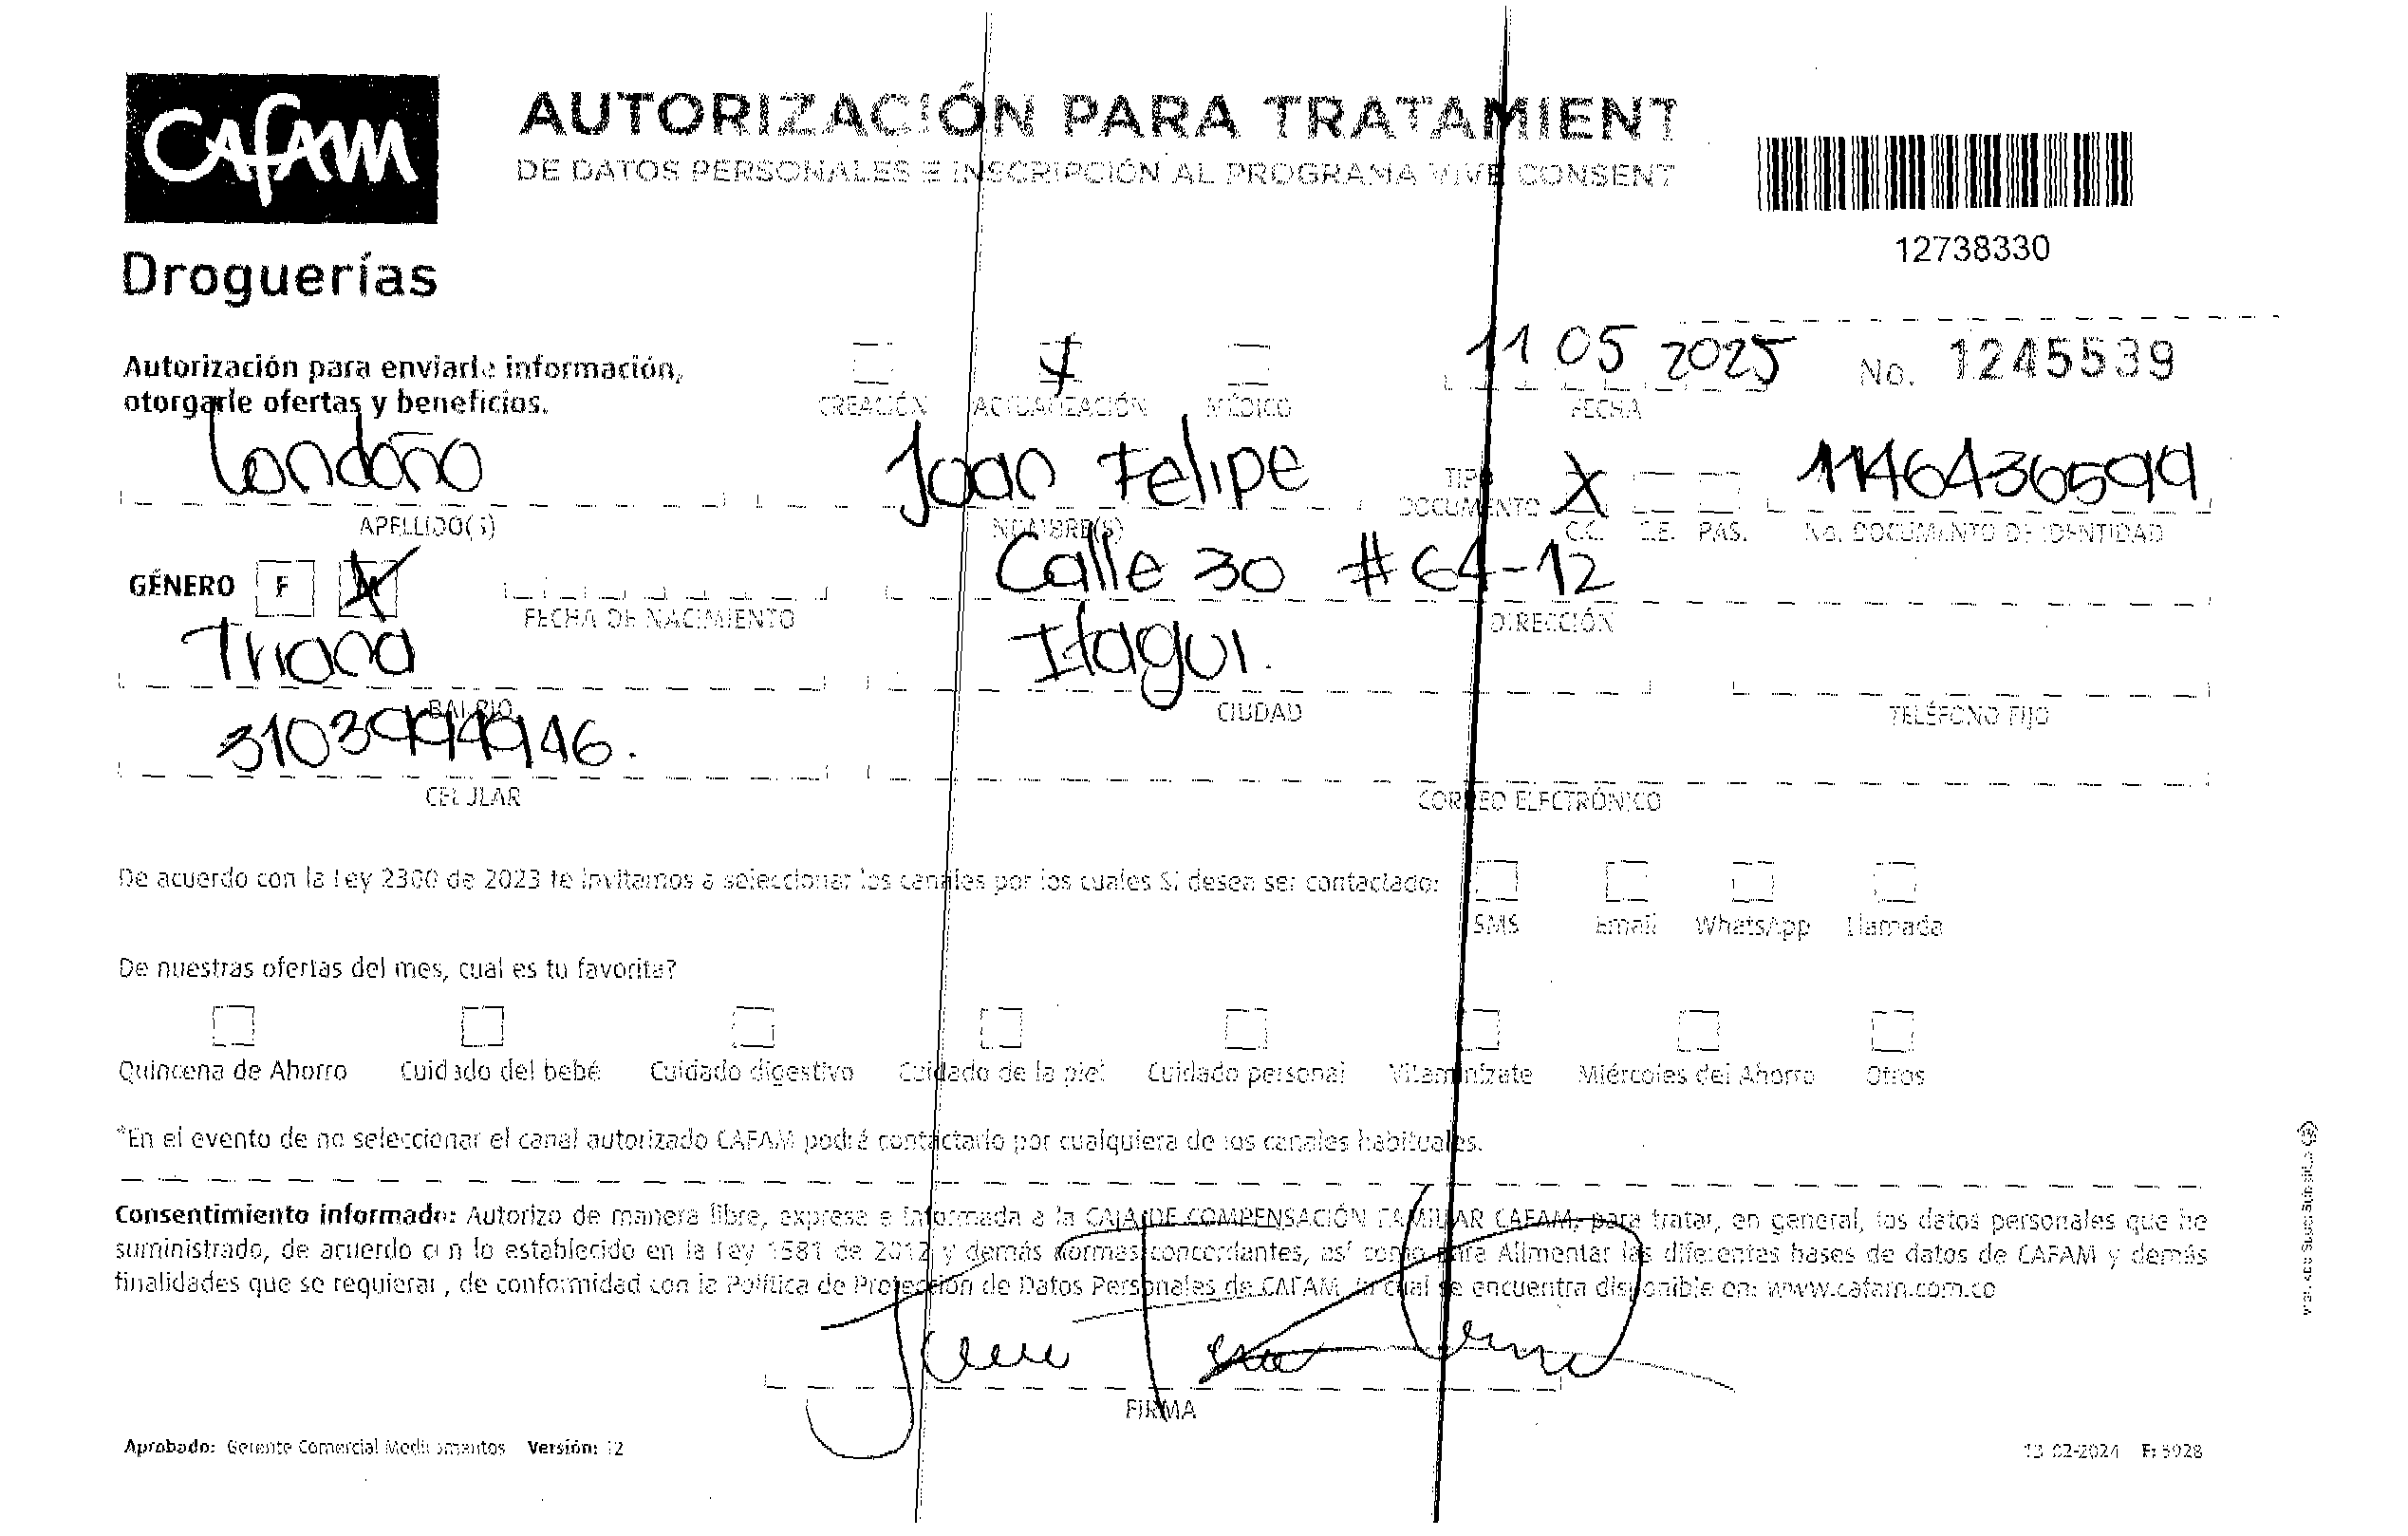 Cafam
Droguerías
AUTORIZACIÓN PARA TRATAMIENT
DE DATOS PERSONALES E INSCRIPCIÓN AL PROGRAMA VIVE CONSENT
12738330
Autorización para enviarle información,
otorgarle ofertas y beneficios.
CREACIÓN ACTUALIZACIÓN MÉDICO
11 05 2025
FECHA
No. 1245539
Londoño
APELLIDO(S)
Joan Felipe
NOMBRE(S)
TIPO DOCUMENTO X C.C. C.E. PAS.
1146436599
No. DOCUMENTO DE IDENTIDAD
GÉNERO F M
FECHA DE NACIMIENTO
Calle 30 # 64-12
DIRECCIÓN
Triana
BARRIO
Itagui.
CIUDAD
TELÉFONO FIJO
CELULAR
CORREO ELECTRÓNICO
De acuerdo con la Ley 2300 de 2023 te invitamos a seleccionar los canales por los cuales Si desea ser contactado:
SMS Email WhatsApp Llamada
De nuestras ofertas del mes, cual es tu favorita?
Quincena de Ahorro Cuidado del bebé Cuidado digestivo Cuidado de la piel Cuidado personal Vitamínizate Miércoles del Ahorro Otros
*En el evento de no seleccionar el canal autorizado CAFAM podrá contactarlo por cualquiera de los canales habituales.
Consentimiento informado: Autorizo de manera libre, expresa e informada a la CAJA DE COMPENSACIÓN FAMILIAR CAFAM, para tratar, en general, los datos personales que he
suministrado, de acuerdo con lo establecido en la Ley 1581 de 2012 y demás normas concordantes, así como para Alimentar las diferentes bases de datos de CAFAM y demás
finalidades que se requieran, de conformidad con la Política de Protección de Datos Personales de CAFAM, la cual se encuentra disponible en: www.cafam.com.co
FIRMA
Aprobado: Gerente Comercial Medicamentos Versión: 12
13-02-2024 F: 5928